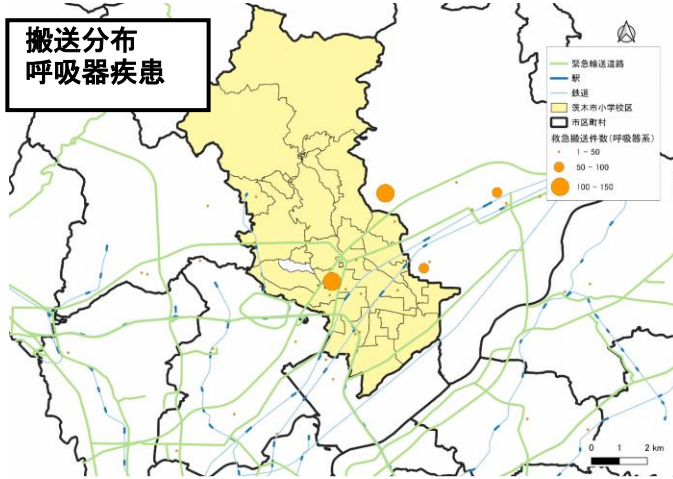 搬送分布
呼吸器疾患
緊急輸送道路
駅
鉄道
茨木市小学校区
市区町村
救急搬送件数(呼吸器系)
1 - 50
50 - 100
100 - 150
0 1 2 km